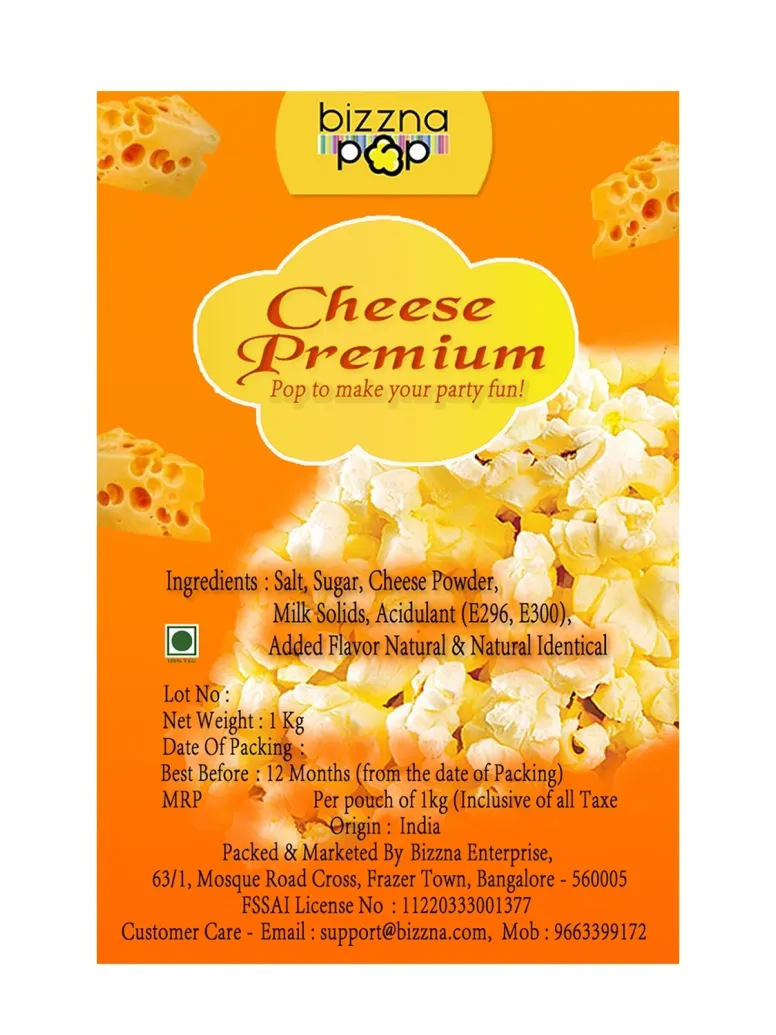 bizzna
pop
Cheese
Premium
Pop to make your party fun!
Ingredients : Salt, Sugar, Cheese Powder,
Milk Solids, Acidulant (E296, E300),
Added Flavor Natural & Natural Identical
100% VEG
Lot No :
Net Weight : 1 Kg
Date Of Packing :
Best Before : 12 Months (from the date of Packing)
MRP Per pouch of 1kg (Inclusive of all Taxe
Origin : India
Packed & Marketed By Bizzna Enterprise,
63/1, Mosque Road Cross, Frazer Town, Bangalore - 560005
FSSAI License No : 11220333001377
Customer Care - Email : support@bizzna.com, Mob : 9663399172